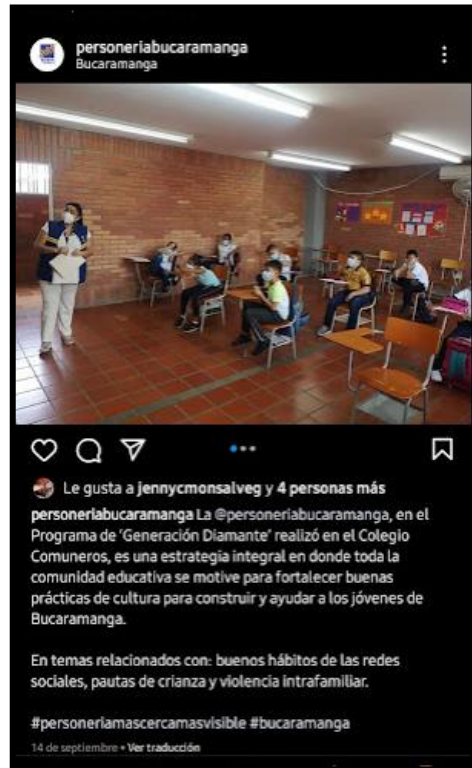 personeriabucaramanga
Bucaramanga
Le gusta a jennycmonsalveg y 4 personas más
personeriabucaramanga La @personeriabucaramanga, en el
Programa de 'Generación Diamante' realizó en el Colegio
Comuneros, es una estrategia integral en donde toda la
comunidad educativa se motive para fortalecer buenas
prácticas de cultura para construir y ayudar a los jóvenes de
Bucaramanga.
En temas relacionados con: buenos hábitos de las redes
sociales, pautas de crianza y violencia intrafamiliar.
#personeriamascercamasvisible #bucaramanga
14 de septiembre • Ver traducción